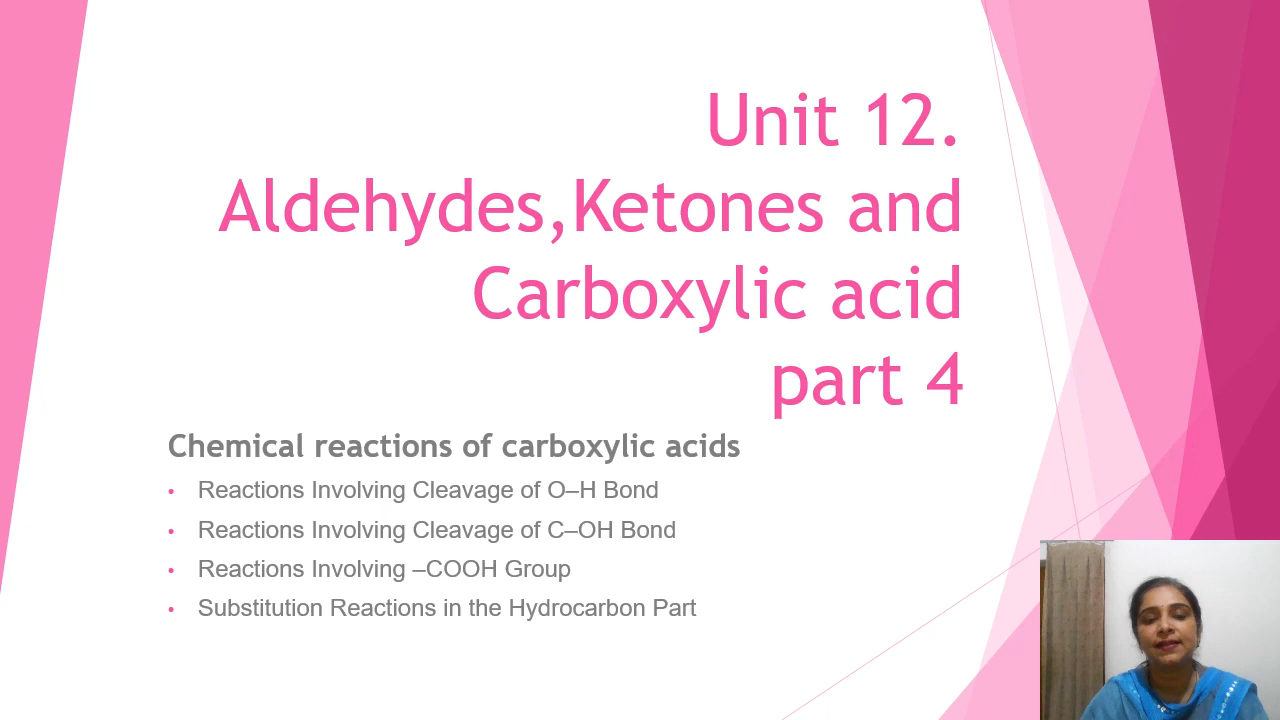 Unit 12.
Aldehydes,Ketones and
Carboxylic acid
part 4
Chemical reactions of carboxylic acids
• Reactions Involving Cleavage of O–H Bond
• Reactions Involving Cleavage of C–OH Bond
• Reactions Involving –COOH Group
• Substitution Reactions in the Hydrocarbon Part